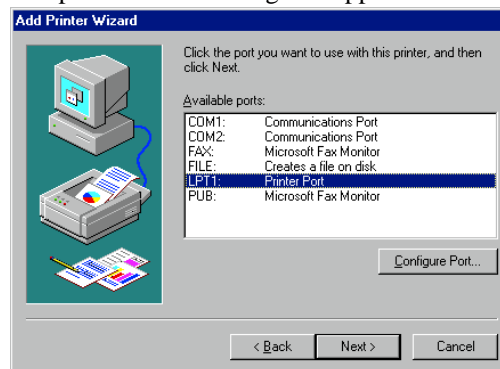 Add Printer Wizard
Click the port you want to use with this printer, and then
click Next.
Available ports:
COM1: Communications Port
COM2: Communications Port
FAX: Microsoft Fax Monitor
FILE: Creates a file on disk
LPT1: Printer Port
PUB: Microsoft Fax Monitor
Configure Port...
< Back Next > Cancel